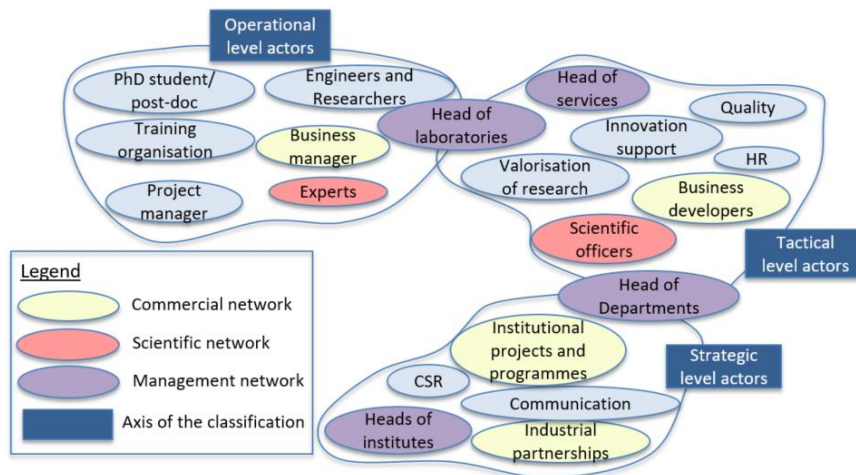 Operational
level actors
PhD student/
post-doc
Engineers and
Researchers
Head of
laboratories
Training
organisation
Business
manager
Project
manager
Experts
Head of
services
Quality
Innovation
support
HR
Valorisation
of research
Business
developers
Scientific
officers
Tactical
level actors
Head of
Departments
Institutional
projects and
programmes
Strategic
level actors
CSR
Communication
Heads of
institutes
Industrial
partnerships
Legend
Commercial network
Scientific network
Management network
Axis of the classification